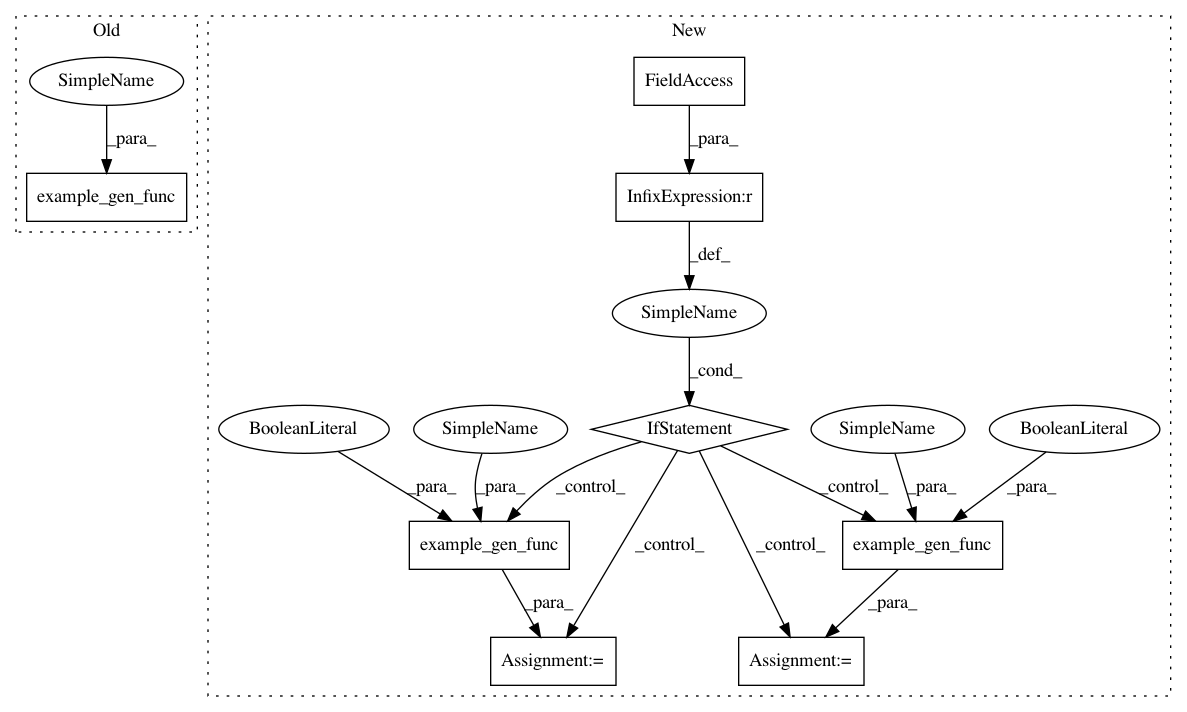 Old
New
SimpleName
FieldAccess
_para_
_para_
example_gen_func
InfixExpression:r
_def_
SimpleName
_cond_
BooleanLiteral
SimpleName
IfStatement
SimpleName
BooleanLiteral
_para_
_para_
_control_
_control_
_para_
_para_
example_gen_func
_control_
_control_
example_gen_func
_para_
_para_
Assignment:=
Assignment:=